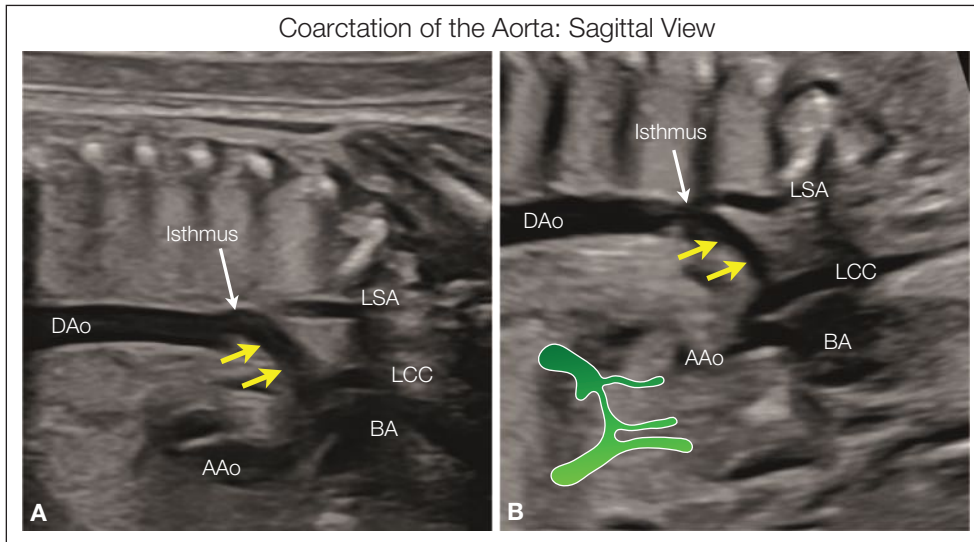 Coarctation of the Aorta: Sagittal View
Isthmus
LSA
DAo
LCC
BA
AAo
A
Isthmus
LSA
DAo
LCC
BA
AAo
B